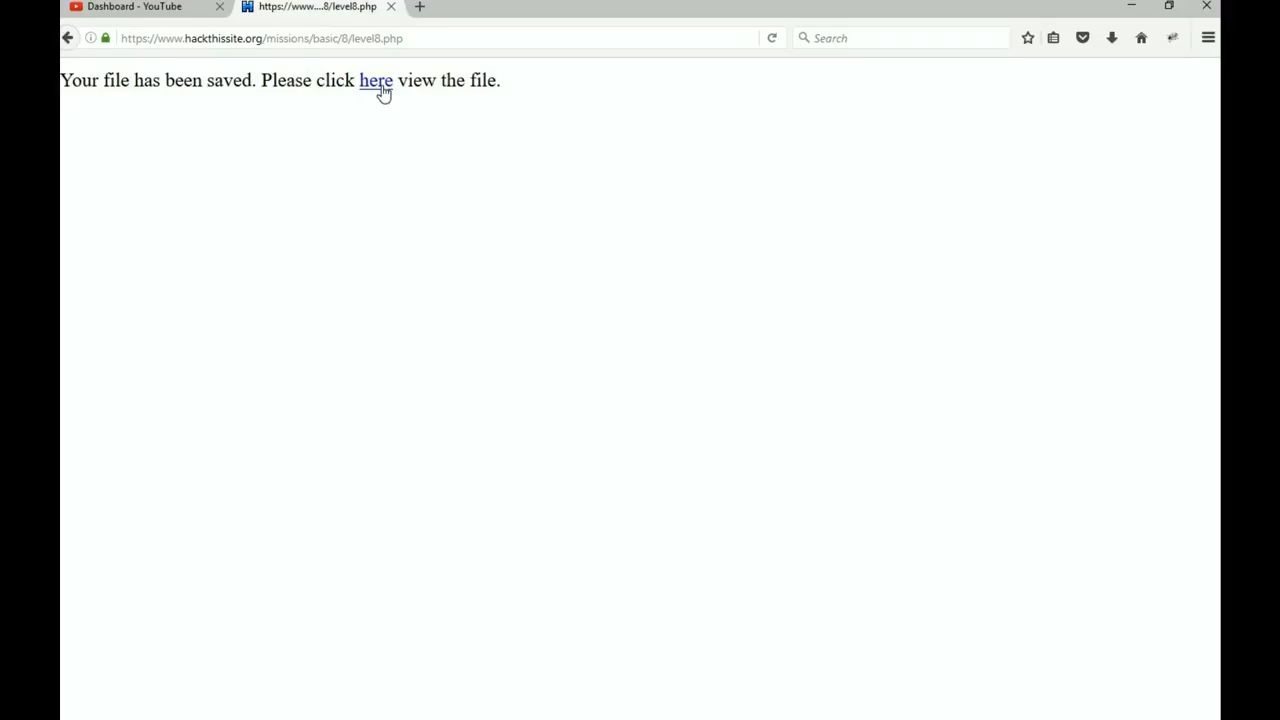 Dashboard - YouTube
https://www....8/level8.php
https://www.hackthissite.org/missions/basic/8/level8.php
Search
Your file has been saved. Please click here view the file.